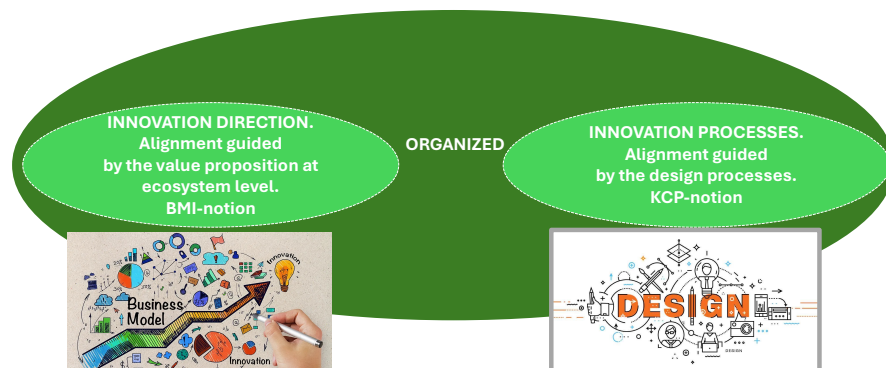 INNOVATION DIRECTION.
Alignment guided
by the value proposition at
ecosystem level.
BMI-notion
ORGANIZED
INNOVATION PROCESSES.
Alignment guided
by the design processes.
KCP-notion
Innovation
Business
Model
Innovation
DESIGN
DESIGN